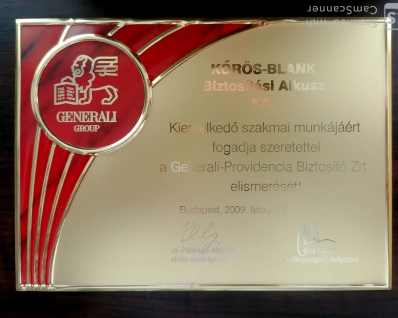 CamScanner
GENERALI
GROUP
KÖRÖS-BLANK
Biztosítási Alkusz
Kft.
Kiemelkedő szakmai munkájáért
fogadja szeretettel
a Generali-Providencia Biztosító Zrt.
elismerését!
Budapest, 2009. február